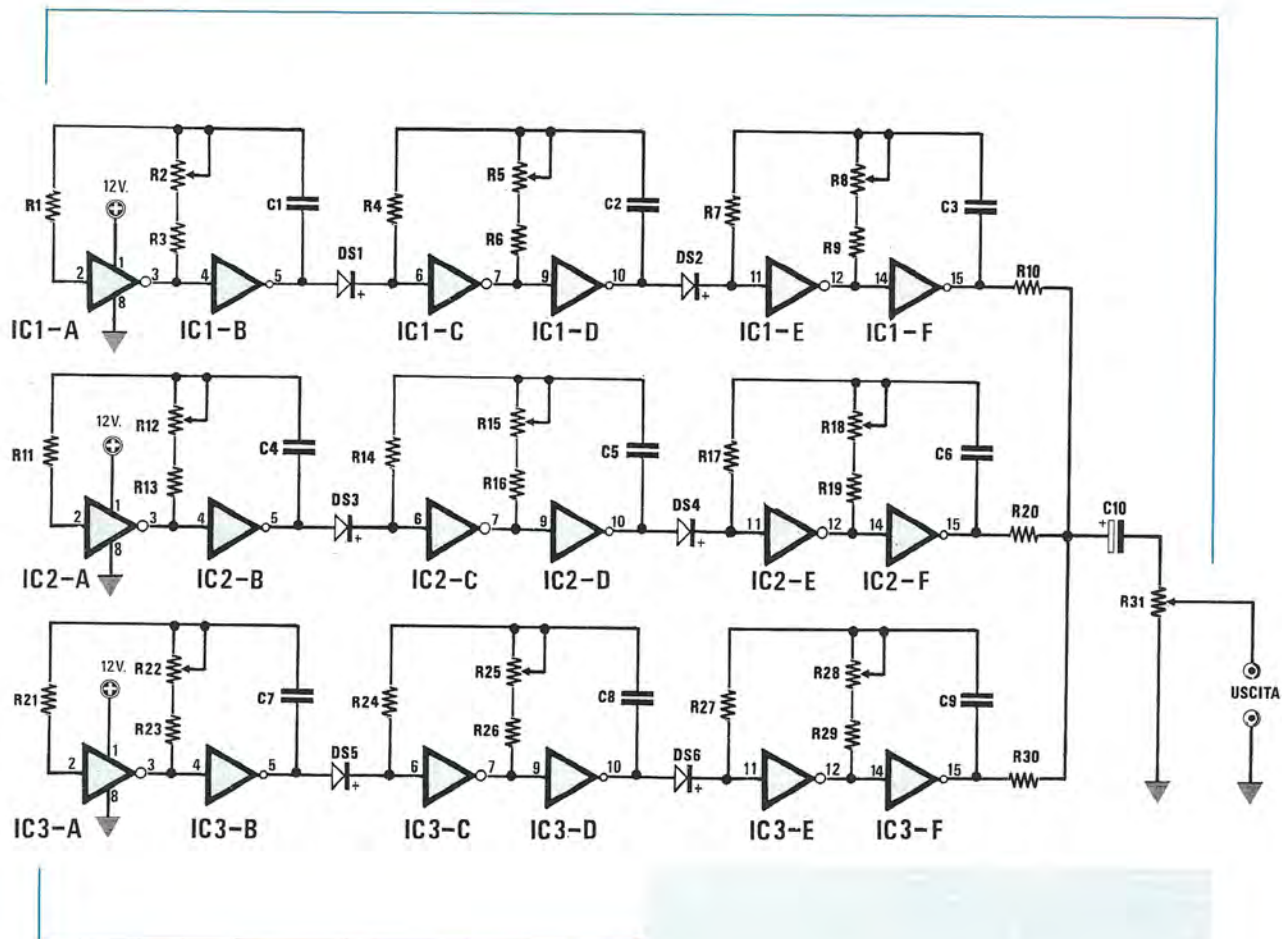 R1
12V.
R2
R3
C1
DS1
+
R4
R5
R6
C2
DS2
+
R7
R8
R9
C3
R10
2
1
8
3
4
5
6
7
9
10
11
12
14
15
IC1-A
IC1-B
IC1-C
IC1-D
IC1-E
IC1-F
R11
12V.
R12
R13
C4
DS3
+
R14
R15
R16
C5
DS4
+
R17
R18
R19
C6
R20
2
1
8
3
4
5
6
7
9
10
11
12
14
15
IC2-A
IC2-B
IC2-C
IC2-D
IC2-E
IC2-F
C10
+
R31
USCITA
R21
12V.
R22
R23
C7
DS5
+
R24
R25
R26
C8
DS6
+
R27
R28
R29
C9
R30
2
1
8
3
4
5
6
7
9
10
11
12
14
15
IC3-A
IC3-B
IC3-C
IC3-D
IC3-E
IC3-F